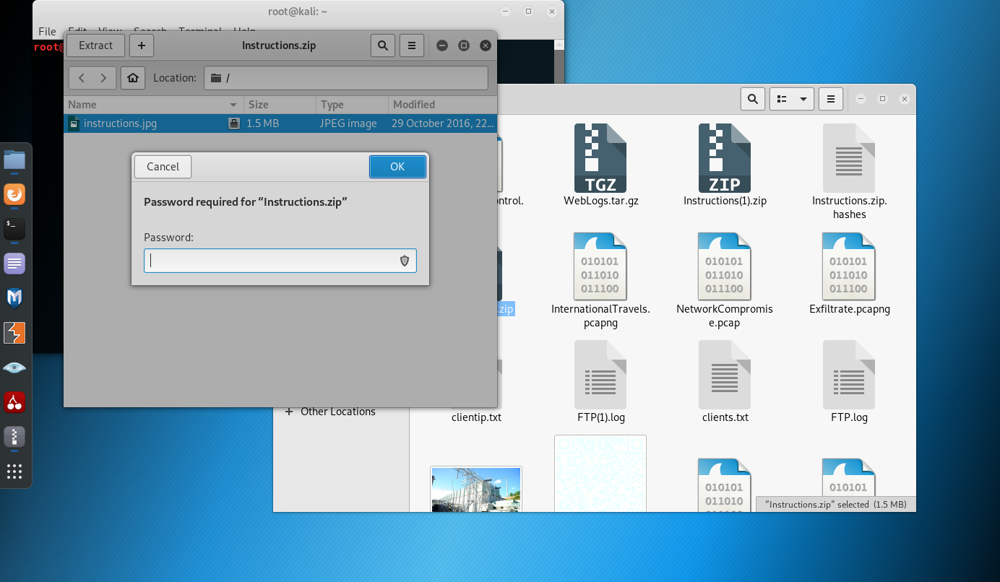 root@kali: ~
File Edit View Search Terminal Help
root@
Extract
Instructions.zip
Location: /
Name Size Type Modified
instructions.jpg 1.5 MB JPEG image 29 October 2016, 22...
Cancel
OK
Password required for “Instructions.zip”
Password:
TGZ
ZIP
ontrol.
WebLogs.tar.gz
Instructions(1).zip
Instructions.zip.
hashes
010101
011010
011100
010101
011010
011100
010101
011010
011100
.zip
InternationalTravels.
pcapng
NetworkCompromis
e.pcap
Exfiltrate.pcapng
Other Locations
clientip.txt
FTP(1).log
clients.txt
FTP.log
010101
011010
010101
“Instructions.zip” selected (1.5 MB)